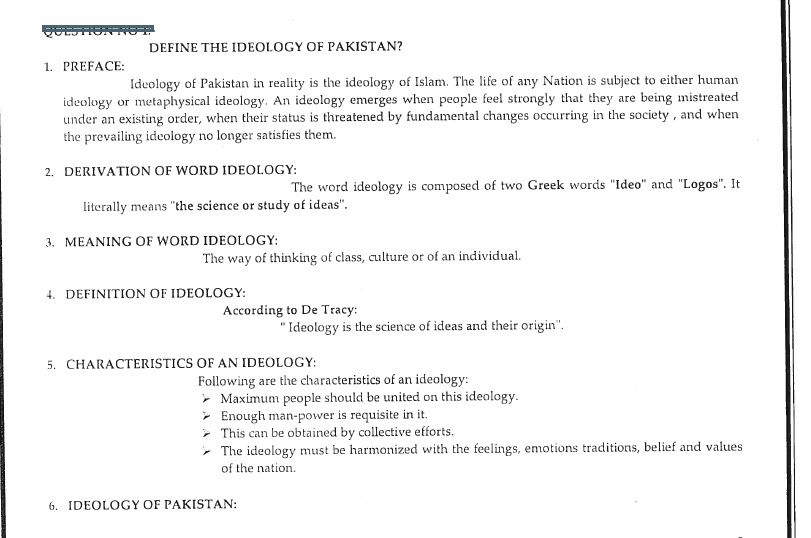 DEFINE THE IDEOLOGY OF PAKISTAN?
1. PREFACE:
Ideology of Pakistan in reality is the ideology of Islam. The life of any Nation is subject to either human
ideology or metaphysical ideology. An ideology emerges when people feel strongly that they are being mistreated
under an existing order, when their status is threatened by fundamental changes occurring in the society , and when
the prevailing ideology no longer satisfies them.
2. DERIVATION OF WORD IDEOLOGY:
The word ideology is composed of two Greek words "Ideo" and "Logos". It
literally means "the science or study of ideas".
3. MEANING OF WORD IDEOLOGY:
The way of thinking of class, culture or of an individual.
4. DEFINITION OF IDEOLOGY:
According to De Tracy:
" Ideology is the science of ideas and their origin".
5. CHARACTERISTICS OF AN IDEOLOGY:
Following are the characteristics of an ideology:
➢ Maximum people should be united on this ideology.
➢ Enough man-power is requisite in it.
➢ This can be obtained by collective efforts.
➢ The ideology must be harmonized with the feelings, emotions traditions, belief and values
of the nation.
6. IDEOLOGY OF PAKISTAN: